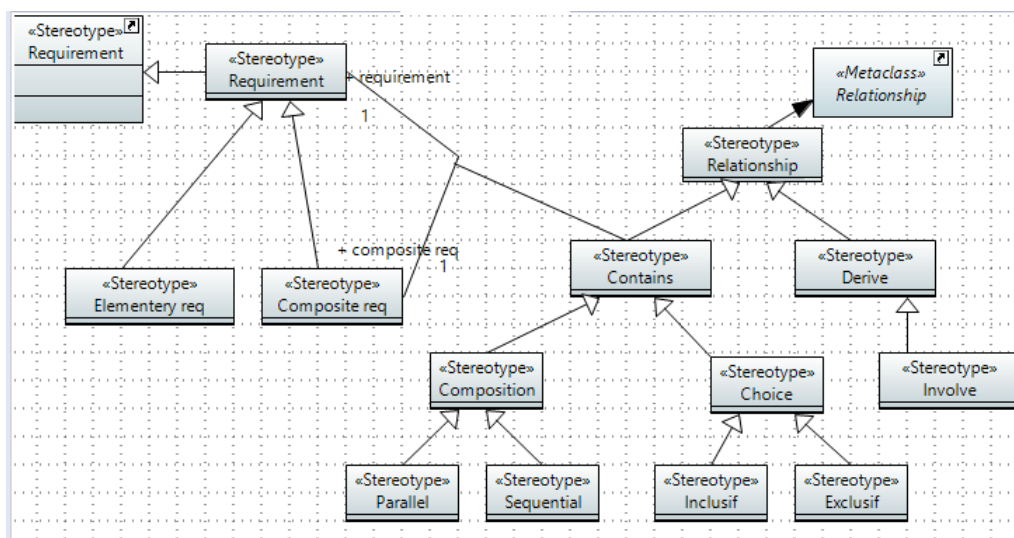 «Stereotype»
Requirement
«Stereotype»
Requirement
+ requirement
1
«Metaclass»
Relationship
«Stereotype»
Relationship
+ composite req
1
«Stereotype»
Contains
«Stereotype»
Derive
«Stereotype»
Elementery req
«Stereotype»
Composite req
«Stereotype»
Composition
«Stereotype»
Choice
«Stereotype»
Involve
«Stereotype»
Parallel
«Stereotype»
Sequential
«Stereotype»
Inclusif
«Stereotype»
Exclusif